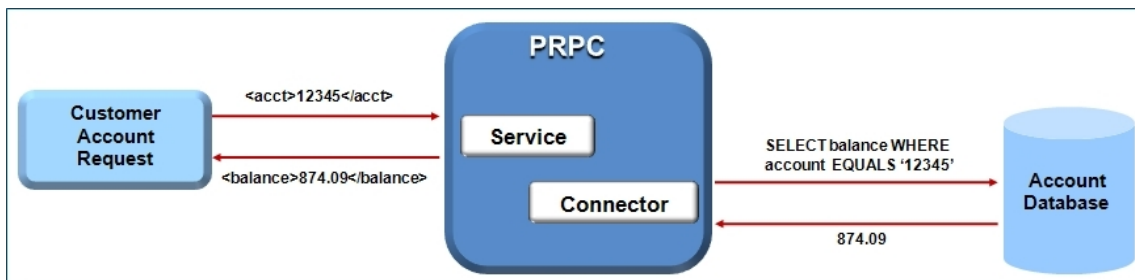 PRPC
<acct>12345</acct>
Customer
Account
Request
Service
<balance>874.09</balance>
SELECT balance WHERE
account EQUALS ‘12345’
Connector
Account
Database
874.09